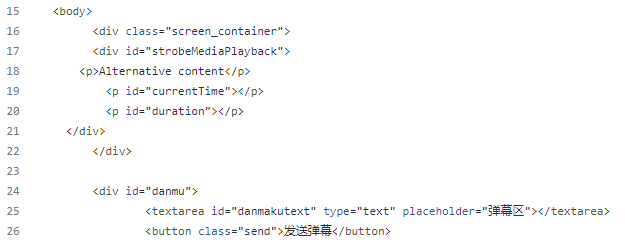 15 <body>
16 <div class="screen_container">
17 <div id="strobeMediaPlayback">
18 <p>Alternative content</p>
19 <p id="currentTime"></p>
20 <p id="duration"></p>
21 </div>
22 </div>
23
24 <div id="danmu">
25 <textarea id="danmakutext" type="text" placeholder="弹幕区"></textarea>
26 <button class="send">发送弹幕</button>